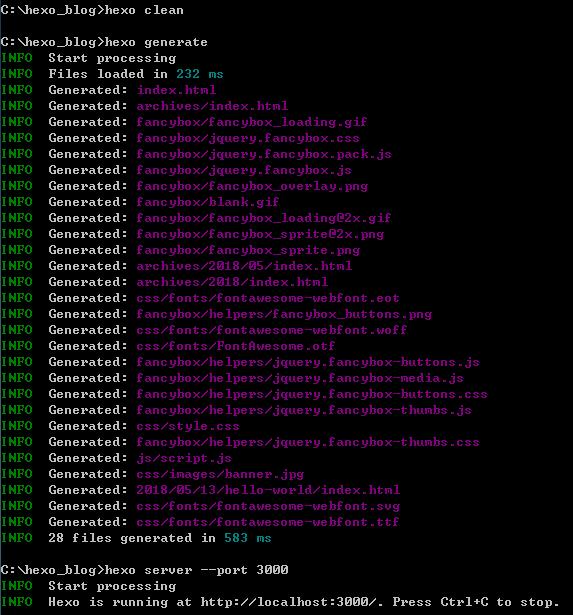 C:\hexo_blog>hexo clean
C:\hexo_blog>hexo generate
INFO  Start processing
INFO  Files loaded in 232 ms
INFO  Generated: index.html
INFO  Generated: archives/index.html
INFO  Generated: fancybox/fancybox_loading.gif
INFO  Generated: fancybox/jquery.fancybox.css
INFO  Generated: fancybox/jquery.fancybox.pack.js
INFO  Generated: fancybox/jquery.fancybox.js
INFO  Generated: fancybox/fancybox_overlay.png
INFO  Generated: fancybox/blank.gif
INFO  Generated: fancybox/fancybox_loading@2x.gif
INFO  Generated: fancybox/fancybox_sprite@2x.png
INFO  Generated: fancybox/fancybox_sprite.png
INFO  Generated: archives/2018/05/index.html
INFO  Generated: archives/2018/index.html
INFO  Generated: css/fonts/fontawesome-webfont.eot
INFO  Generated: fancybox/helpers/fancybox_buttons.png
INFO  Generated: css/fonts/fontawesome-webfont.woff
INFO  Generated: css/fonts/FontAwesome.otf
INFO  Generated: fancybox/helpers/jquery.fancybox-buttons.js
INFO  Generated: fancybox/helpers/jquery.fancybox-media.js
INFO  Generated: fancybox/helpers/jquery.fancybox-buttons.css
INFO  Generated: fancybox/helpers/jquery.fancybox-thumbs.js
INFO  Generated: css/style.css
INFO  Generated: fancybox/helpers/jquery.fancybox-thumbs.css
INFO  Generated: js/script.js
INFO  Generated: css/images/banner.jpg
INFO  Generated: 2018/05/13/hello-world/index.html
INFO  Generated: css/fonts/fontawesome-webfont.svg
INFO  Generated: css/fonts/fontawesome-webfont.ttf
INFO  28 files generated in 583 ms
C:\hexo_blog>hexo server --port 3000
INFO  Start processing
INFO  Hexo is running at http://localhost:3000/. Press Ctrl+C to stop.